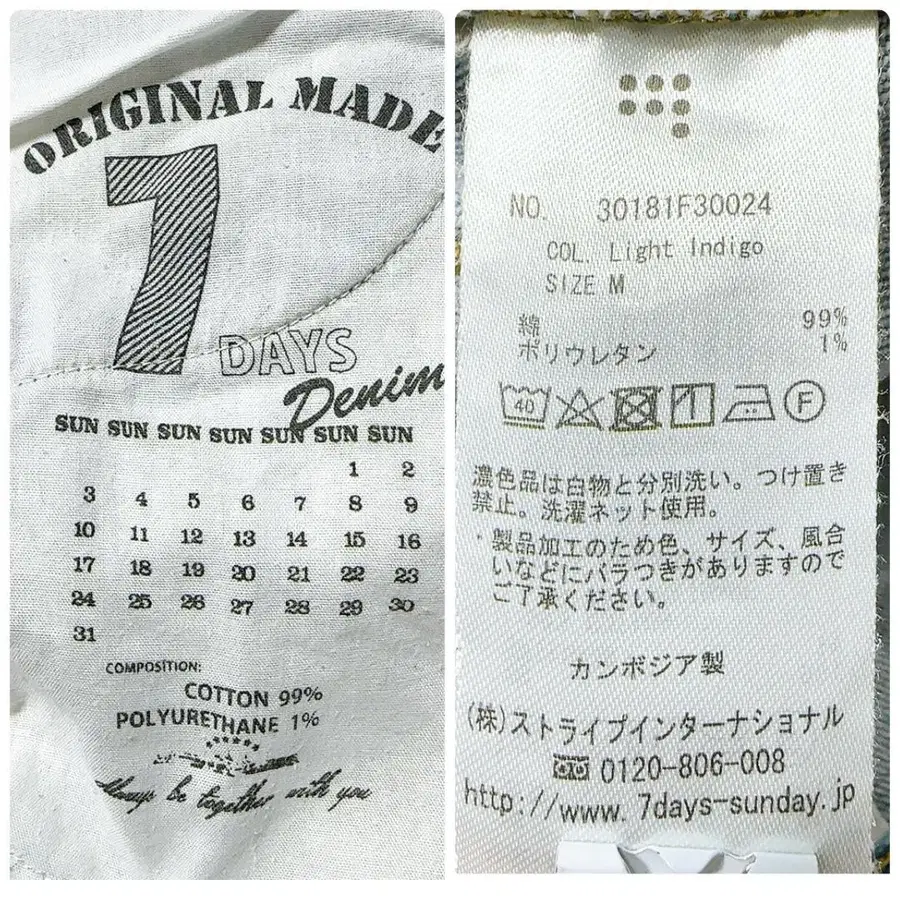 ORIGINAL MADE
7
DAYS
Denim
SUN SUN SUN SUN SUN SUN SUN
1 2
3 4 5 6 7 8 9
10 11 12 13 14 15 16
17 18 19 20 21 22 23
24 25 26 27 28 29 30
31
COMPOSITION:
COTTON 99%
POLYURETHANE 1%
Always be together with you
NO. 30181F30024
COL. Light Indigo
SIZE M
綿 99%
ポリウレタン 1%
40
F
濃色品は白物と分別洗い。つけ置き
禁止。洗濯ネット使用。
・製品加工のため色、サイズ、風合
いなどにバラつきがありますので
ご了承ください。
カンボジア製
(株)ストライプインターナショナル
0120-806-008
http://www.7days-sunday.jp